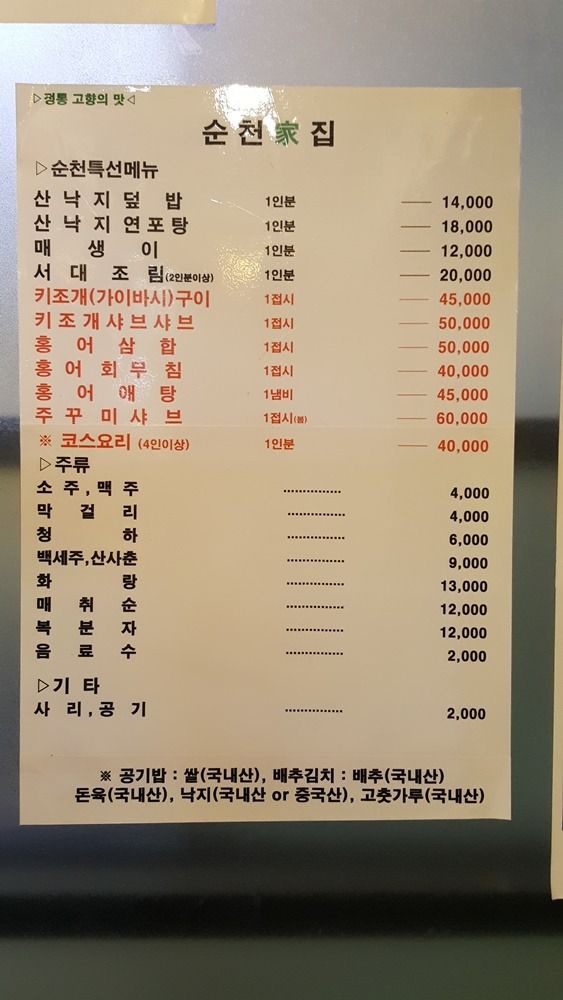 ▷정통 고향의 맛◁
순천家집
▷순천특선메뉴
산낙지덮밥 1인분 14,000
산낙지연포탕 1인분 18,000
매생이 1인분 12,000
서대조림(2인분이상) 1인분 20,000
키조개(가이바시)구이 1접시 45,000
키조개샤브샤브 1접시 50,000
홍어삼합 1접시 50,000
홍어회무침 1접시 40,000
홍어애탕 1냄비 45,000
주꾸미샤브 1접시(봄) 60,000
※ 코스요리 (4인이상) 1인분 40,000
▷주류
소주,맥주 4,000
막걸리 4,000
청하 6,000
백세주,산사춘 9,000
화랑 13,000
매취순 12,000
복분자 12,000
음료수 2,000
▷기타
사리,공기 2,000
※ 공기밥 : 쌀(국내산), 배추김치 : 배추(국내산)
돈육(국내산), 낙지(국내산 or 중국산), 고춧가루(국내산)